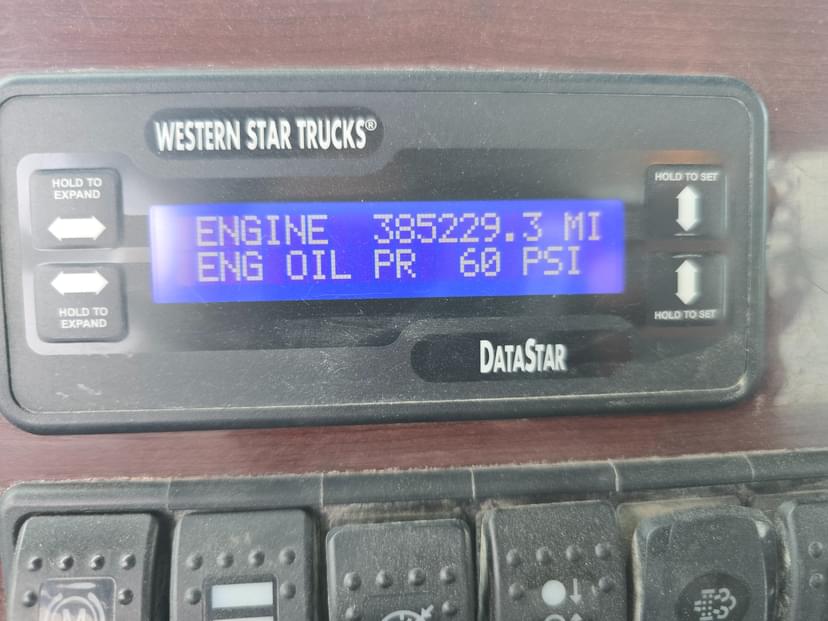 WESTERN STAR TRUCKS®
HOLD TO
EXPAND
HOLD TO SET
ENGINE 385229.3 MI
ENG OIL PR 60 PSI
HOLD TO
EXPAND
HOLD TO SET
DATASTAR
M